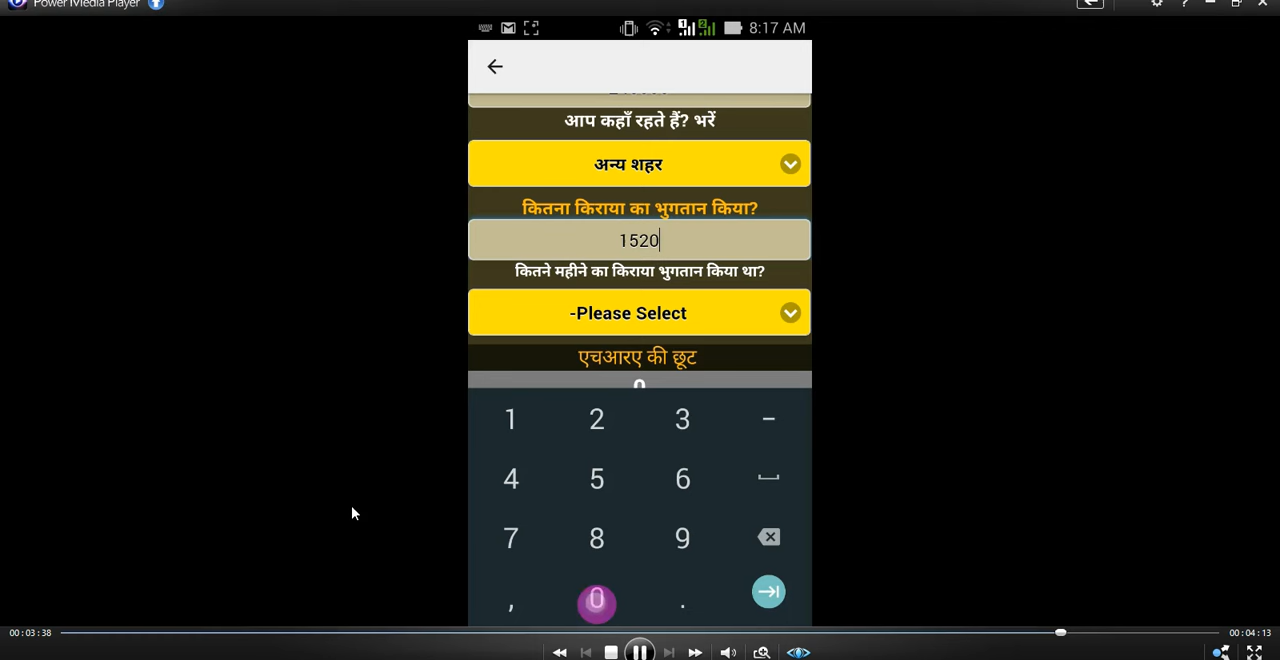 Power Media Player
8:17 AM
आप कहाँ रहते हैं? भरें
अन्य शहर
कितना किराया का भुगतान किया?
1520
कितने महीने का किराया भुगतान किया था?
-Please Select
एचआरए की छूट
0
1 2 3 -
4 5 6
7 8 9
, 0 .
00:03:38
00:04:13